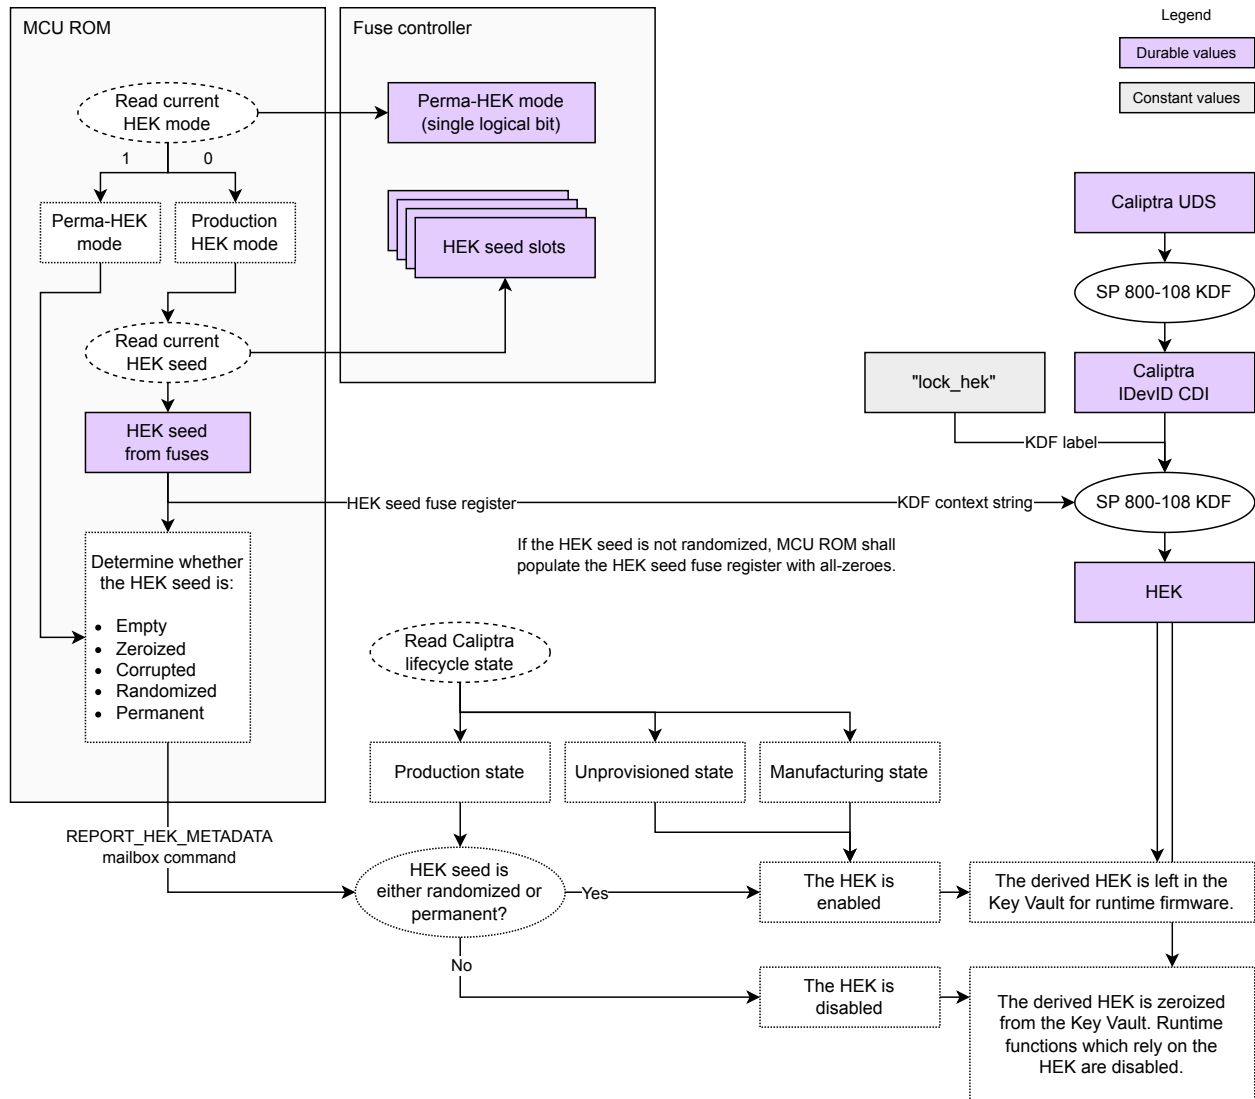 MCU ROM
Read current
HEK mode
1
0
Perma-HEK
mode
Production
HEK mode
Read current
HEK seed
HEK seed
from fuses
Determine whether
the HEK seed is:
Empty
Zeroized
Corrupted
Randomized
Permanent
Fuse controller
Perma-HEK mode
(single logical bit)
HEK seed slots
Legend
Durable values
Constant values
Caliptra UDS
SP 800-108 KDF
Caliptra
IDevID CDI
"lock_hek"
KDF label
HEK seed fuse register
KDF context string
SP 800-108 KDF
If the HEK seed is not randomized, MCU ROM shall
populate the HEK seed fuse register with all-zeroes.
HEK
Read Caliptra
lifecycle state
Production state
Unprovisioned state
Manufacturing state
REPORT_HEK_METADATA
mailbox command
HEK seed is
either randomized or
permanent?
Yes
No
The HEK is
enabled
The derived HEK is left in the
Key Vault for runtime firmware.
The HEK is
disabled
The derived HEK is zeroized
from the Key Vault. Runtime
functions which rely on the
HEK are disabled.